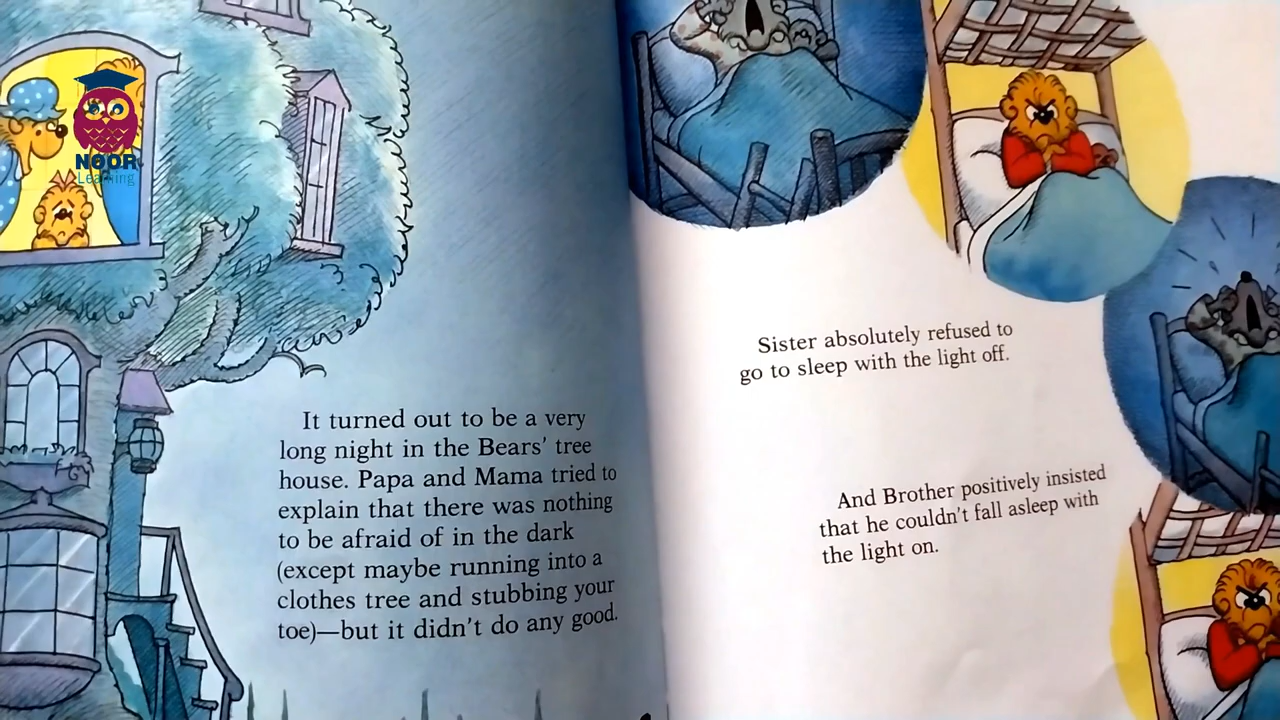 NOOR
Learning
It turned out to be a very
long night in the Bears' tree
house. Papa and Mama tried to
explain that there was nothing
to be afraid of in the dark
(except maybe running into a
clothes tree and stubbing your
toe)—but it didn't do any good.
Sister absolutely refused to
go to sleep with the light off.
And Brother positively insisted
that he couldn't fall asleep with
the light on.